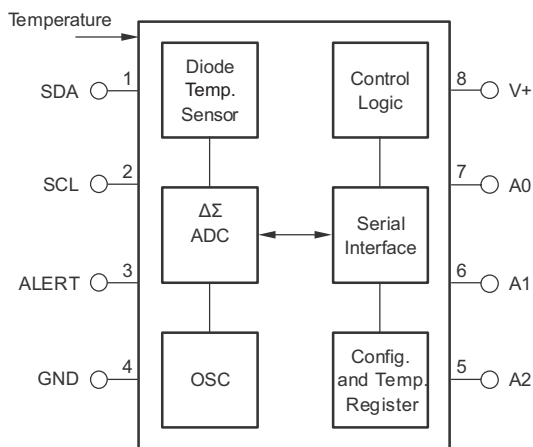 Temperature
1
SDA
2
SCL
3
ALERT
4
GND
Diode
Temp.
Sensor
ΔΣ
ADC
OSC
Control
Logic
Serial
Interface
Config.
and Temp.
Register
8
V+
7
A0
6
A1
5
A2